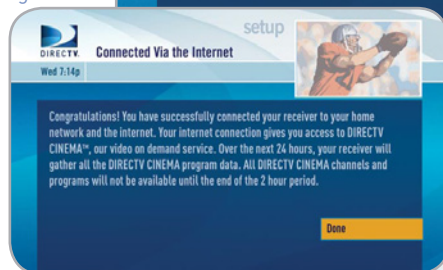 setup
DIRECTV.
Connected Via the Internet
Wed 7:14p
Congratulations! You have successfully connected your receiver to your home
network and the internet. Your internet connection gives you access to DIRECTV
CINEMA™, our video on demand service. Over the next 24 hours, your receiver will
gather all the DIRECTV CINEMA program data. All DIRECTV CINEMA channels and
programs will not be available until the end of the 2 hour period.
Done